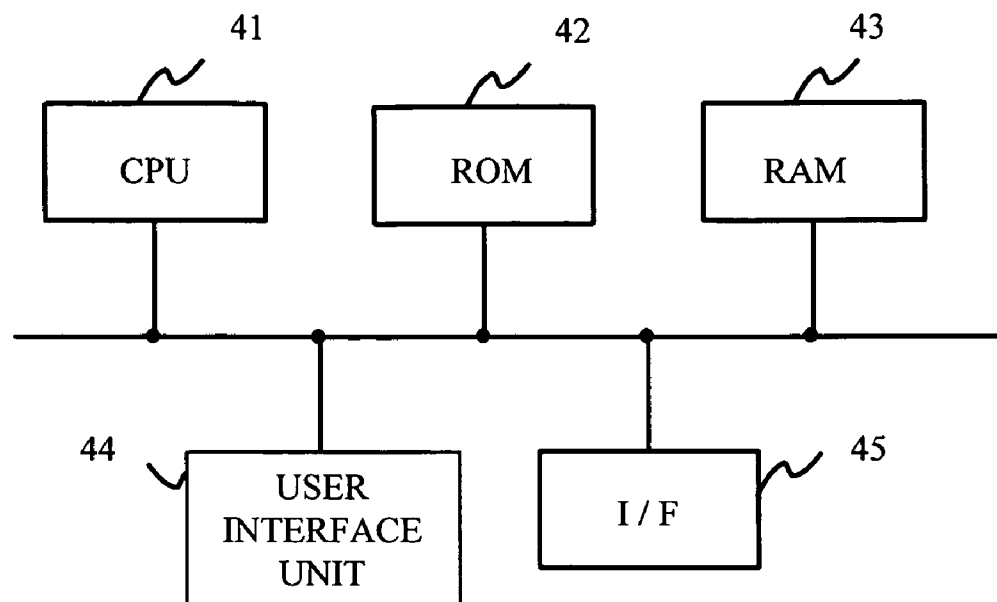 41
42
43
CPU
ROM
RAM
44
45
USER
INTERFACE
UNIT
I / F